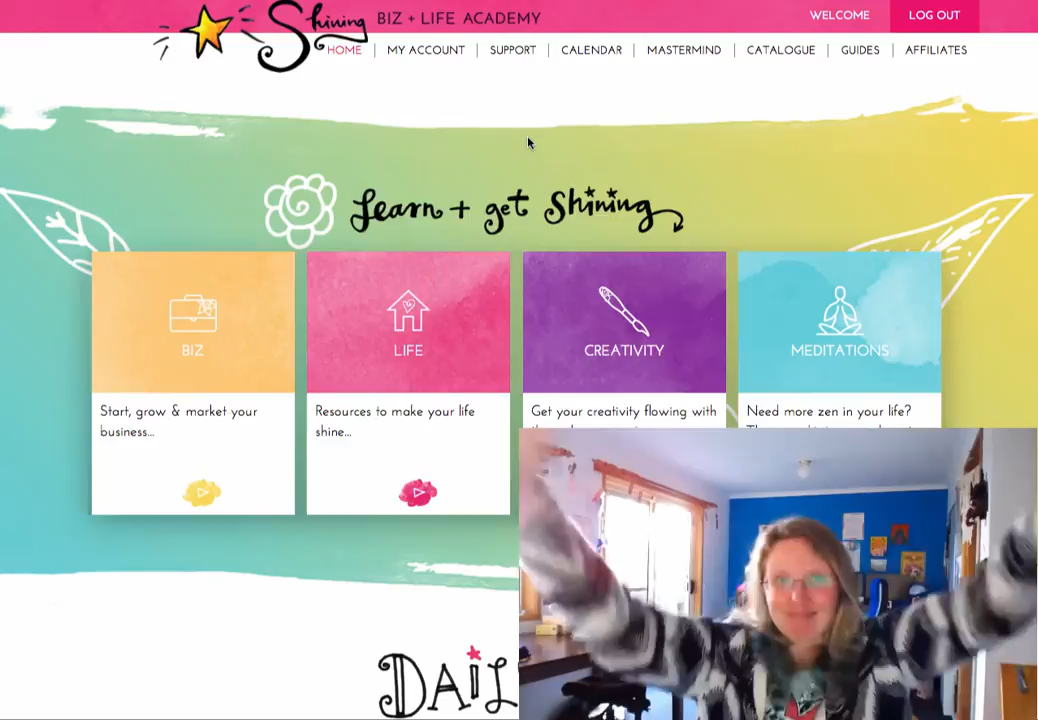 Shining BIZ + LIFE ACADEMY
WELCOME
LOG OUT
HOME
MY ACCOUNT
SUPPORT
CALENDAR
MASTERMIND
CATALOGUE
GUIDES
AFFILIATES
Learn + get Shining
BIZ
LIFE
CREATIVITY
MEDITATIONS
Start, grow & market your
business...
Resources to make your life
shine...
Get your creativity flowing with
Need more zen in your life?
DAIL